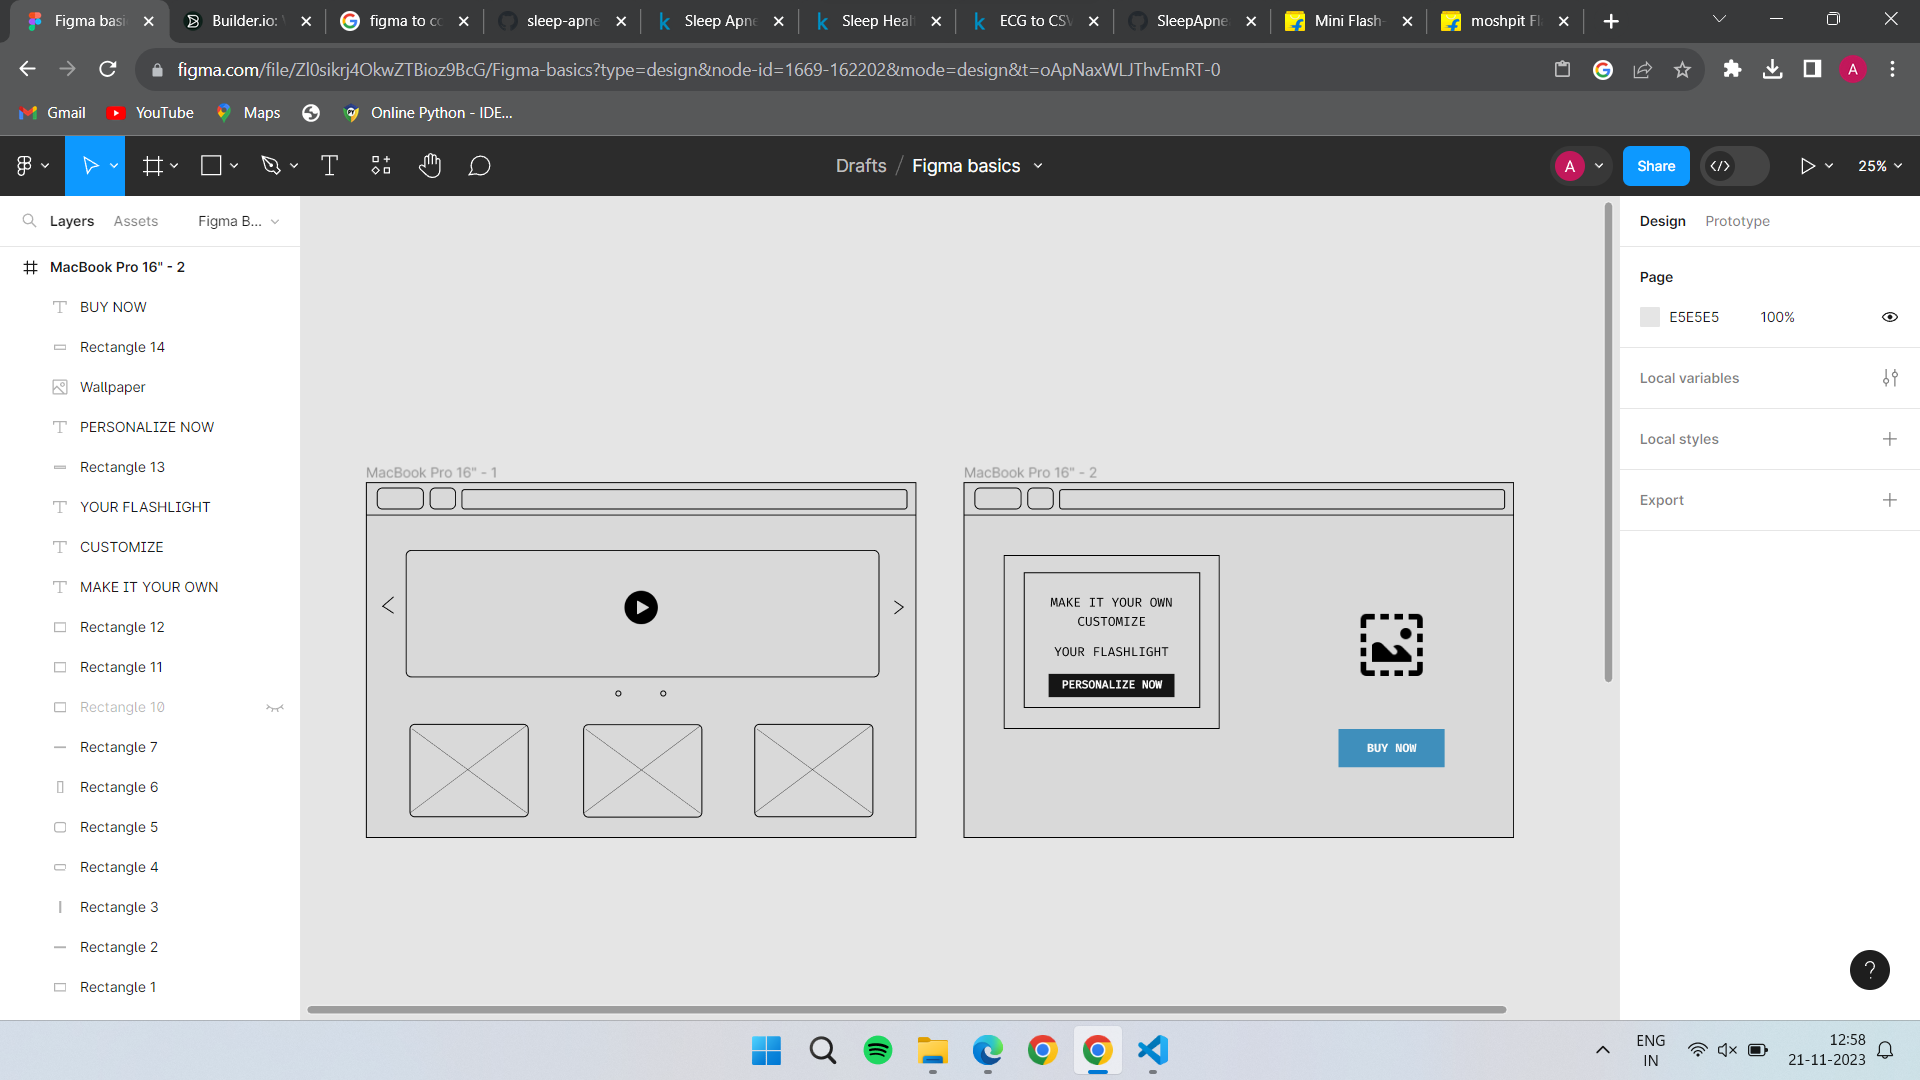 Figma basi
Builder.io: 
figma to co
sleep-apne
Sleep Apne
Sleep Heal
ECG to CSV
SleepApne
Mini Flash-
moshpit Fl
figma.com/file/Zl0sikrj4OkwZTBioz9BcG/Figma-basics?type=design&node-id=1669-162202&mode=design&t=oApNaxWLJThvEmRT-0
A
Gmail
YouTube
Maps
Online Python - IDE...
Drafts / Figma basics
A
Share
25%
Layers
Assets
Figma B...
MacBook Pro 16" - 2
BUY NOW
Rectangle 14
Wallpaper
PERSONALIZE NOW
Rectangle 13
YOUR FLASHLIGHT
CUSTOMIZE
MAKE IT YOUR OWN
Rectangle 12
Rectangle 11
Rectangle 10
Rectangle 7
Rectangle 6
Rectangle 5
Rectangle 4
Rectangle 3
Rectangle 2
Rectangle 1
MacBook Pro 16" - 1
MacBook Pro 16" - 2
MAKE IT YOUR OWN
CUSTOMIZE
YOUR FLASHLIGHT
PERSONALIZE NOW
BUY NOW
Design
Prototype
Page
E5E5E5
100%
Local variables
Local styles
Export
?
ENG
IN
12:58
21-11-2023